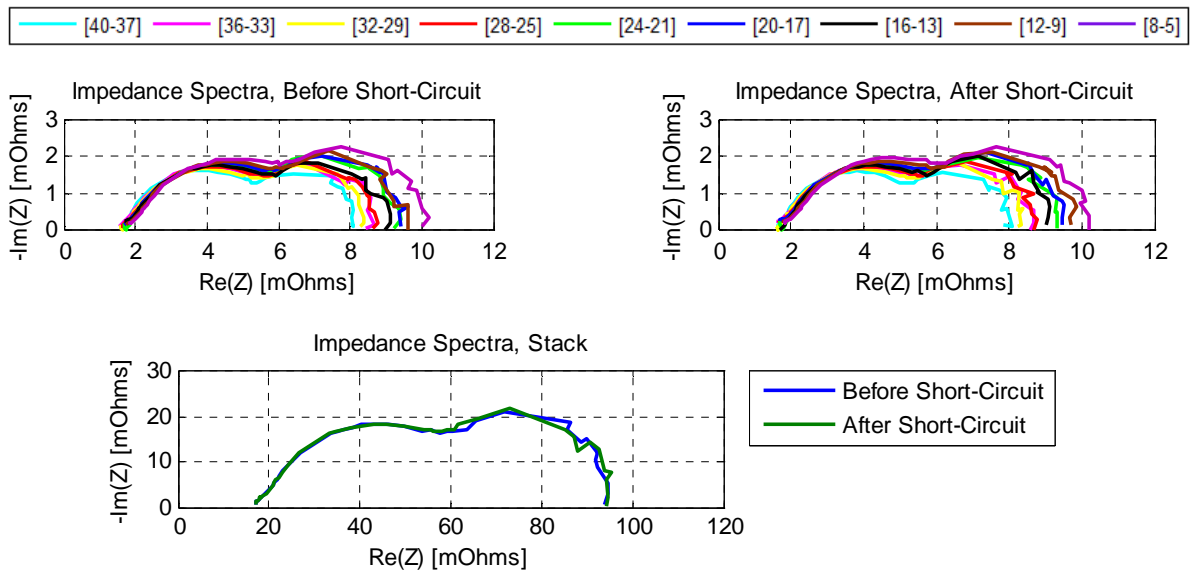 [40-37] [36-33] [32-29] [28-25] [24-21] [20-17] [16-13] [12-9] [8-5]
Impedance Spectra, Before Short-Circuit
-Im(Z) [mOhms]
3
2
1
0
0 2 4 6 8 10 12
Re(Z) [mOhms]
Impedance Spectra, After Short-Circuit
-Im(Z) [mOhms]
3
2
1
0
0 2 4 6 8 10 12
Re(Z) [mOhms]
Impedance Spectra, Stack
-Im(Z) [mOhms]
30
20
10
0
0 20 40 60 80 100 120
Re(Z) [mOhms]
Before Short-Circuit
After Short-Circuit